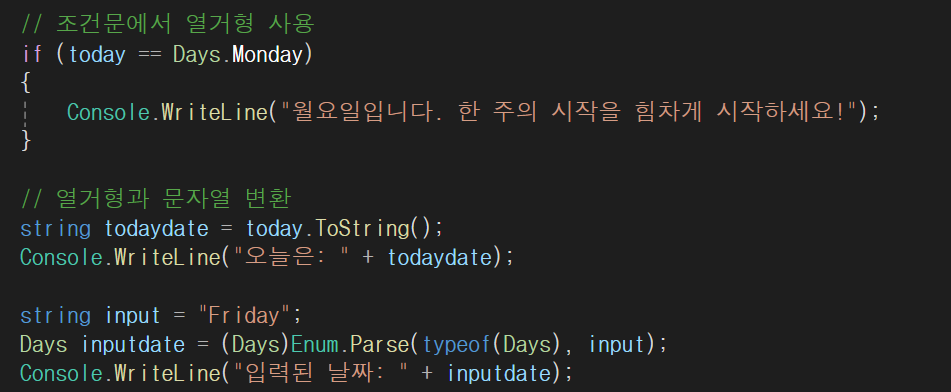 // 조건문에서 열거형 사용
if (today == Days.Monday)
{
Console.WriteLine("월요일입니다. 한 주의 시작을 힘차게 시작하세요!");
}
// 열거형과 문자열 변환
string todaydate = today.ToString();
Console.WriteLine("오늘은: " + todaydate);
string input = "Friday";
Days inputdate = (Days)Enum.Parse(typeof(Days), input);
Console.WriteLine("입력된 날짜: " + inputdate);